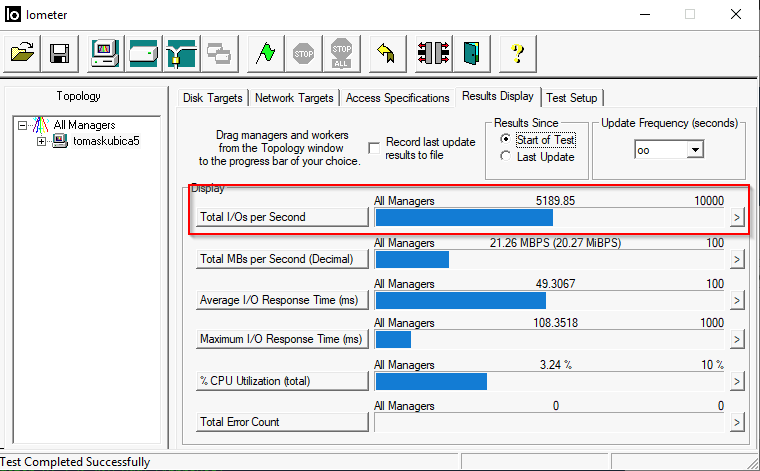 Io Iometer
STOP
STOP
ALL
?
Topology
All Managers
tomaskubica5
Disk Targets
Network Targets
Access Specifications
Results Display
Test Setup
Drag managers and workers
from the Topology window
to the progress bar of your choice.
Record last update
results to file
Results Since
Start of Test
Last Update
Update Frequency (seconds)
oo
Display
All Managers 5189.85 10000
Total I/Os per Second >
All Managers 21.26 MBPS (20.27 MiBPS) 100
Total MBs per Second (Decimal) >
All Managers 49.3067 100
Average I/O Response Time (ms) >
All Managers 108.3518 1000
Maximum I/O Response Time (ms) >
All Managers 3.24 % 10 %
% CPU Utilization (total) >
All Managers 0 0
Total Error Count >
Test Completed Successfully